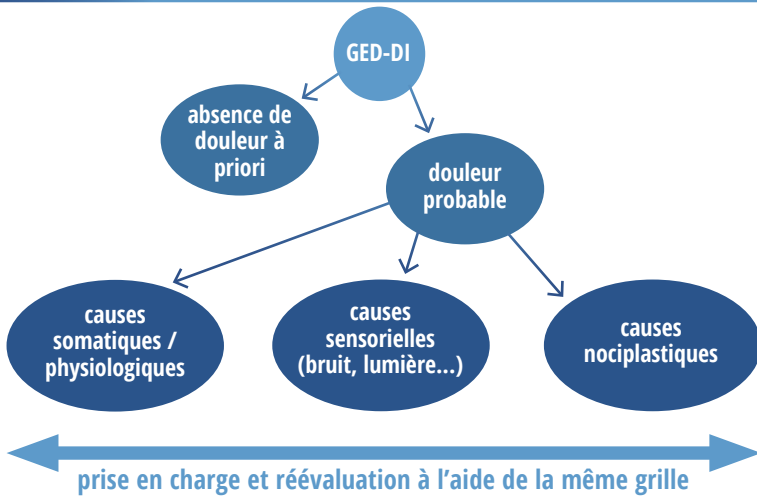 GED-DI
absence de
douleur à
priori
douleur
probable
causes
somatiques /
physiologiques
causes
sensorielles
(bruit, lumière...)
causes
nociplastiques
prise en charge et réévaluation à l’aide de la même grille